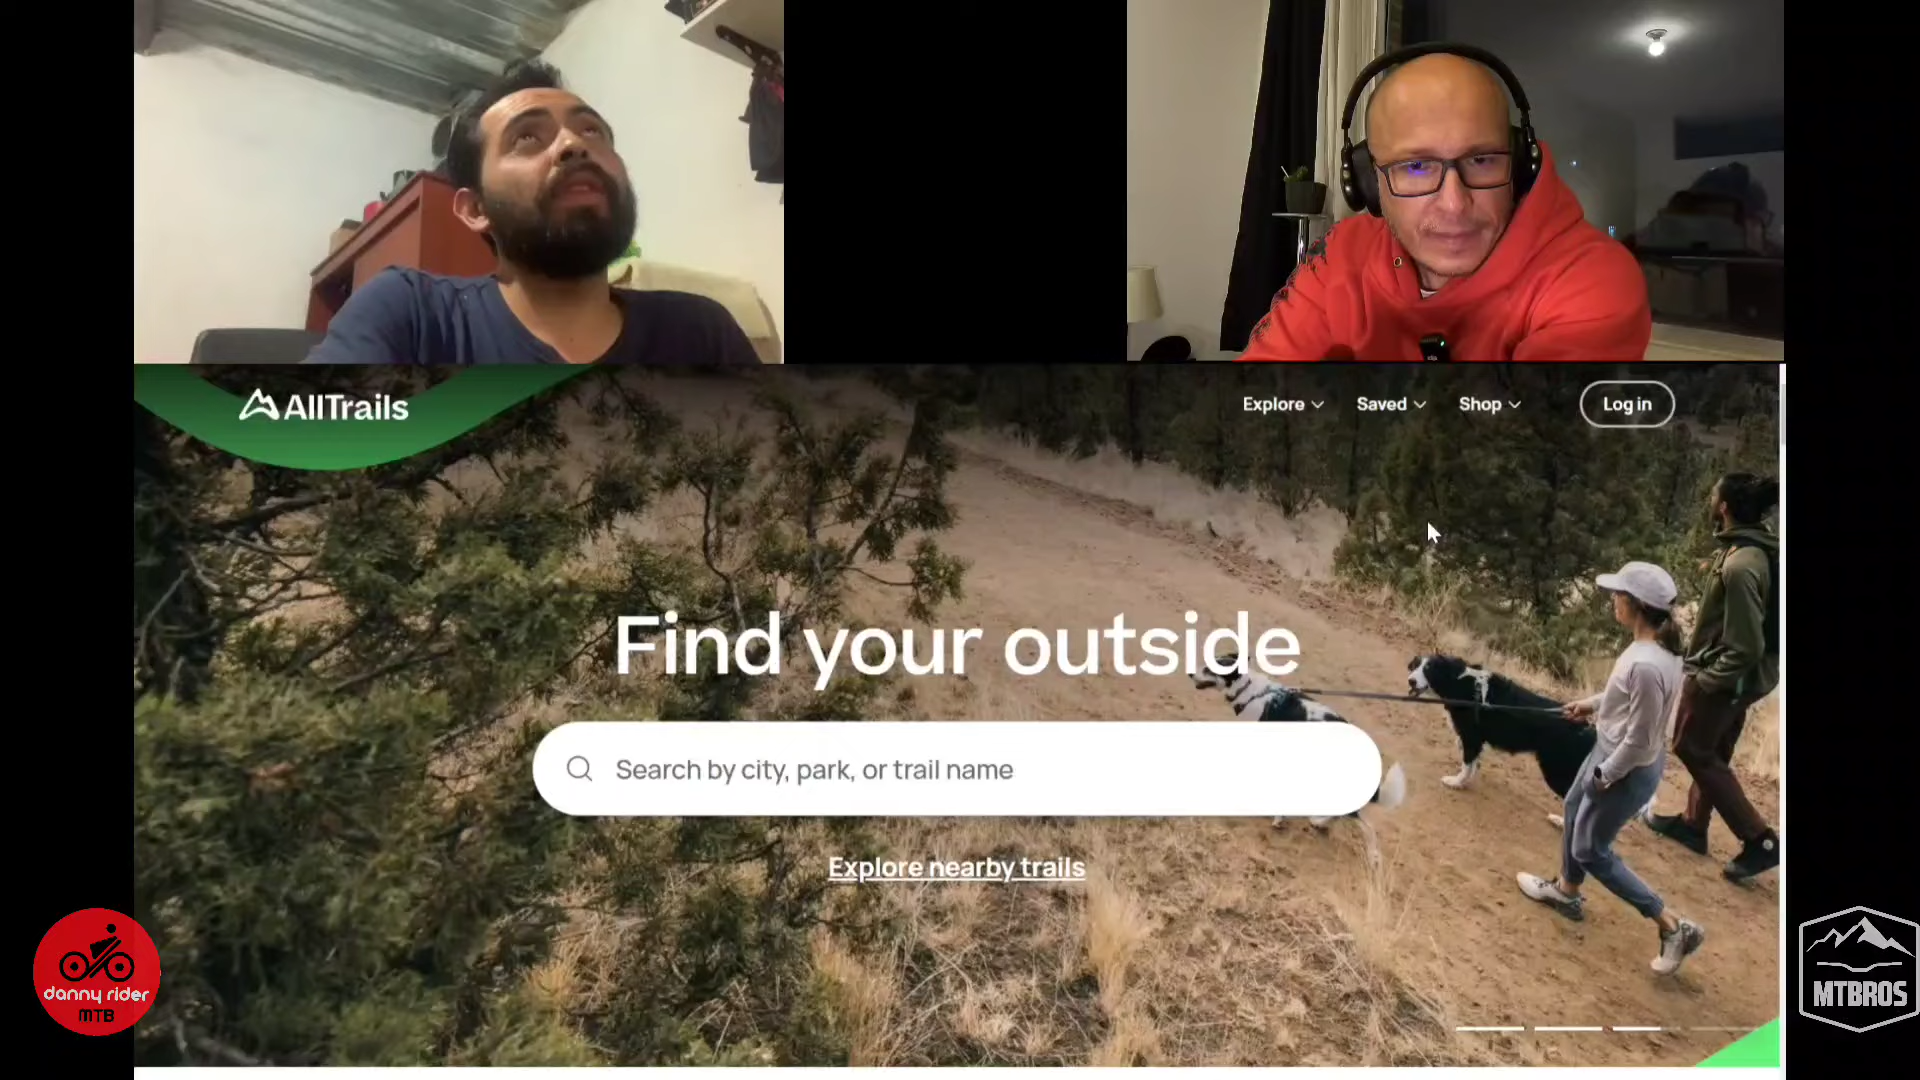 AllTrails
Explore
Saved
Shop
Log in
Find your outside
Search by city, park, or trail name
Explore nearby trails
danny rider
MTB
MTBROS